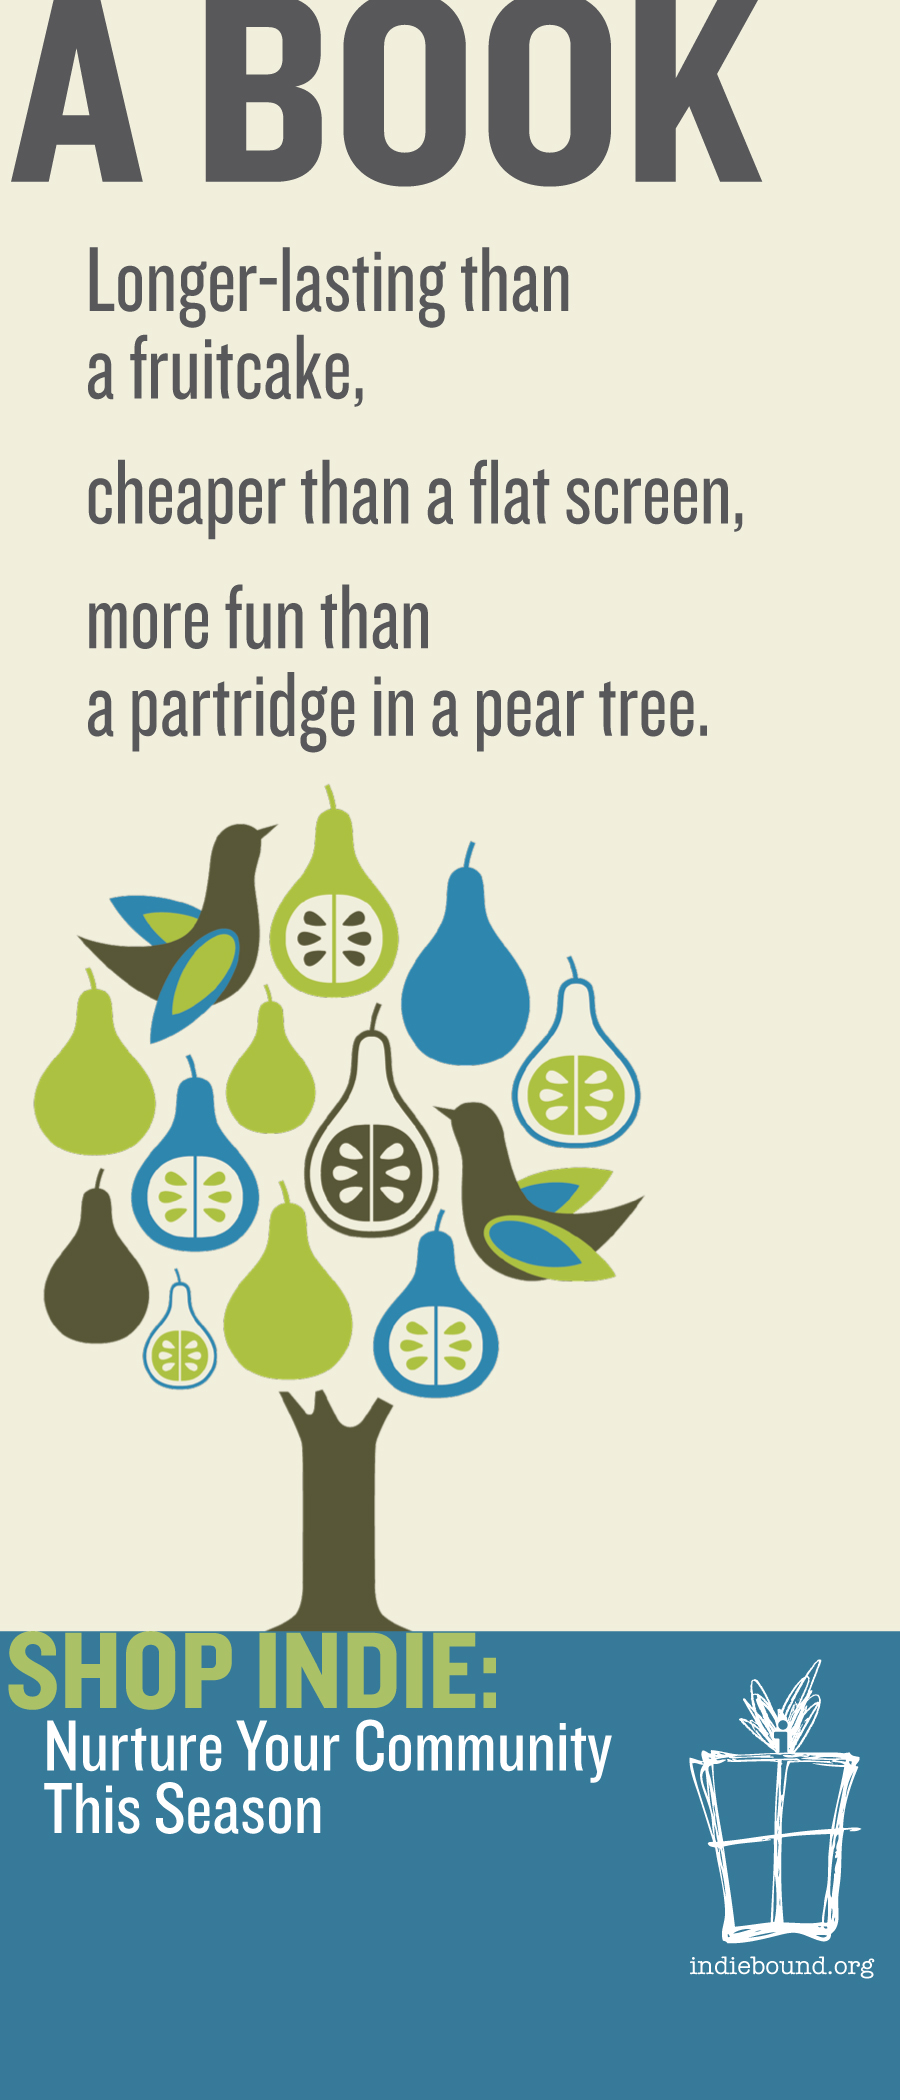 A BOOK
Longer-lasting than
a fruitcake,
cheaper than a flat screen,
more fun than
a partridge in a pear tree.
SHOP INDIE:
Nurture Your Community
This Season
i
indiebound.org